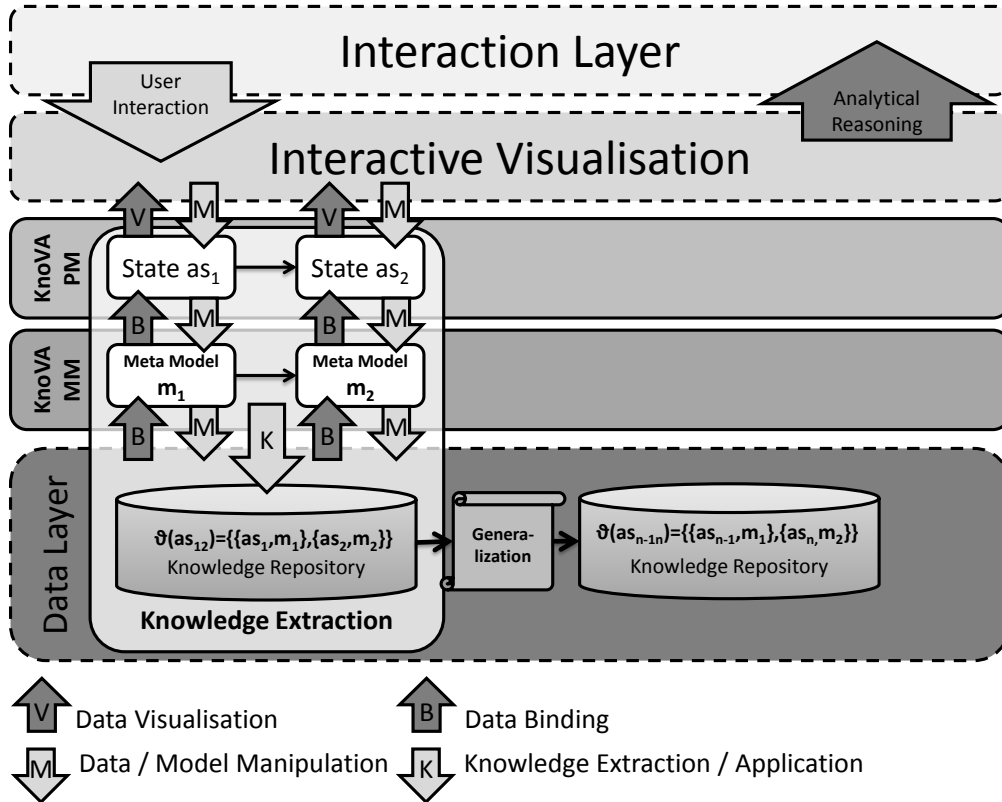 Interaction Layer
User
Interaction
Analytical
Reasoning
Interactive Visualisation
V
M
V
M
KnoVA
PM
State as₁
State as₂
B
M
B
M
KnoVA
MM
Meta Model
m₁
Meta Model
m₂
B
M
K
B
M
Data Layer
ϑ(as₁₂)={{as₁,m₁},{as₂,m₂}}
Knowledge Repository
Genera-
lization
ϑ(asₙ₋₁ₙ)={{asₙ₋₁,m₁},{asₙ,m₂}}
Knowledge Repository
Knowledge Extraction
V Data Visualisation
B Data Binding
M Data / Model Manipulation
K Knowledge Extraction / Application